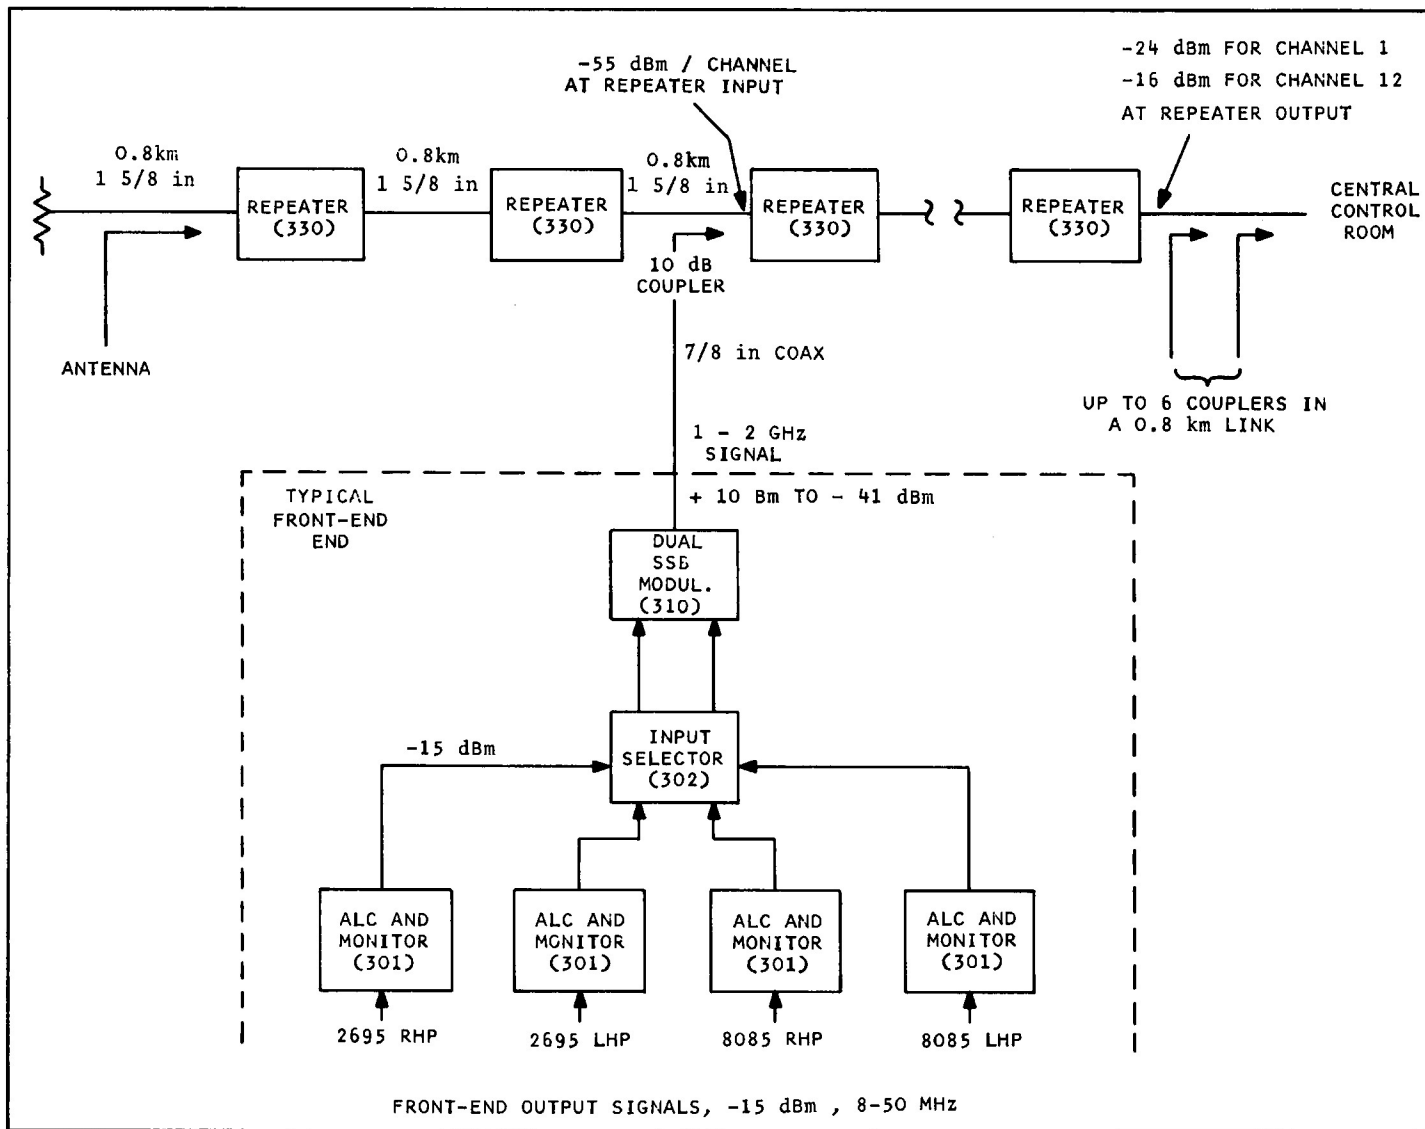 -55 dBm / CHANNEL
AT REPEATER INPUT
-24 dBm FOR CHANNEL 1
-16 dBm FOR CHANNEL 12
AT REPEATER OUTPUT
0.8km
1 5/8 in
0.8km
1 5/8 in
0.8km
1 5/8 in
REPEATER
(330)
REPEATER
(330)
REPEATER
(330)
REPEATER
(330)
CENTRAL
CONTROL
ROOM
10 dB
COUPLER
ANTENNA
7/8 in COAX
UP TO 6 COUPLERS IN
A 0.8 km LINK
1 - 2 GHz
SIGNAL
TYPICAL
FRONT-END
END
+ 10 Bm TO - 41 dBm
DUAL
SSB
MODUL.
(310)
-15 dBm
INPUT
SELECTOR
(302)
ALC AND
MONITOR
(301)
ALC AND
MONITOR
(301)
ALC AND
MONITOR
(301)
ALC AND
MONITOR
(301)
2695 RHP
2695 LHP
8085 RHP
8085 LHP
FRONT-END OUTPUT SIGNALS, -15 dBm , 8-50 MHz